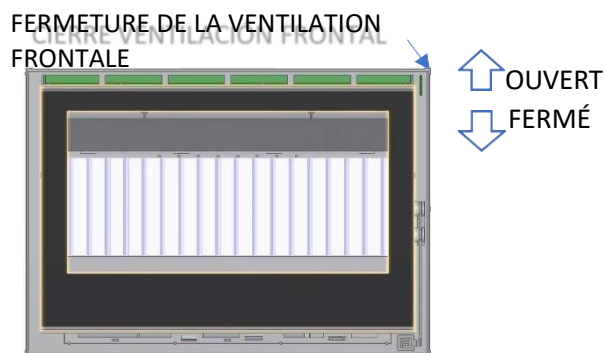 FERMETURE DE LA VENTILATION
CIERRE VENTILACION FRONTAL
FRONTALE
OUVERT
FERMÉ